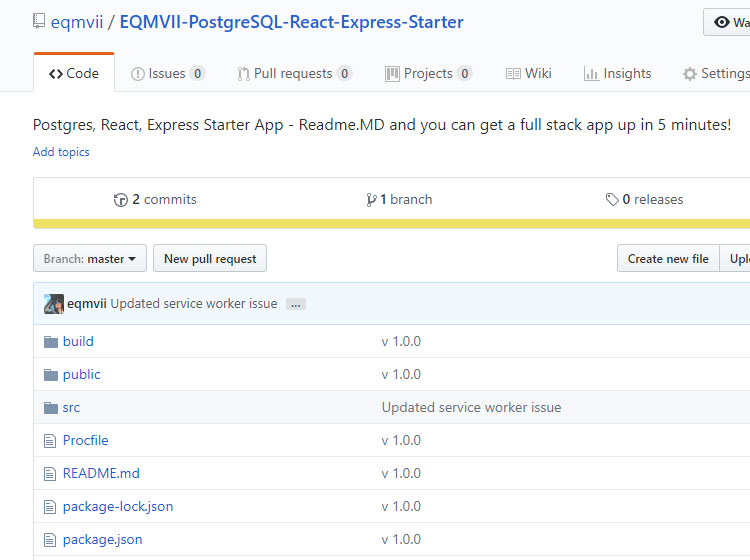 eqmvii / EQMVII-PostgreSQL-React-Express-Starter
Code Issues 0 Pull requests 0 Projects 0 Wiki Insights Settings
Postgres, React, Express Starter App - Readme.MD and you can get a full stack app up in 5 minutes!
Add topics
2 commits 1 branch 0 releases
Branch: master New pull request Create new file
eqmvii Updated service worker issue ...
build v 1.0.0
public v 1.0.0
src Updated service worker issue
Procfile v 1.0.0
README.md v 1.0.0
package-lock.json v 1.0.0
package.json v 1.0.0